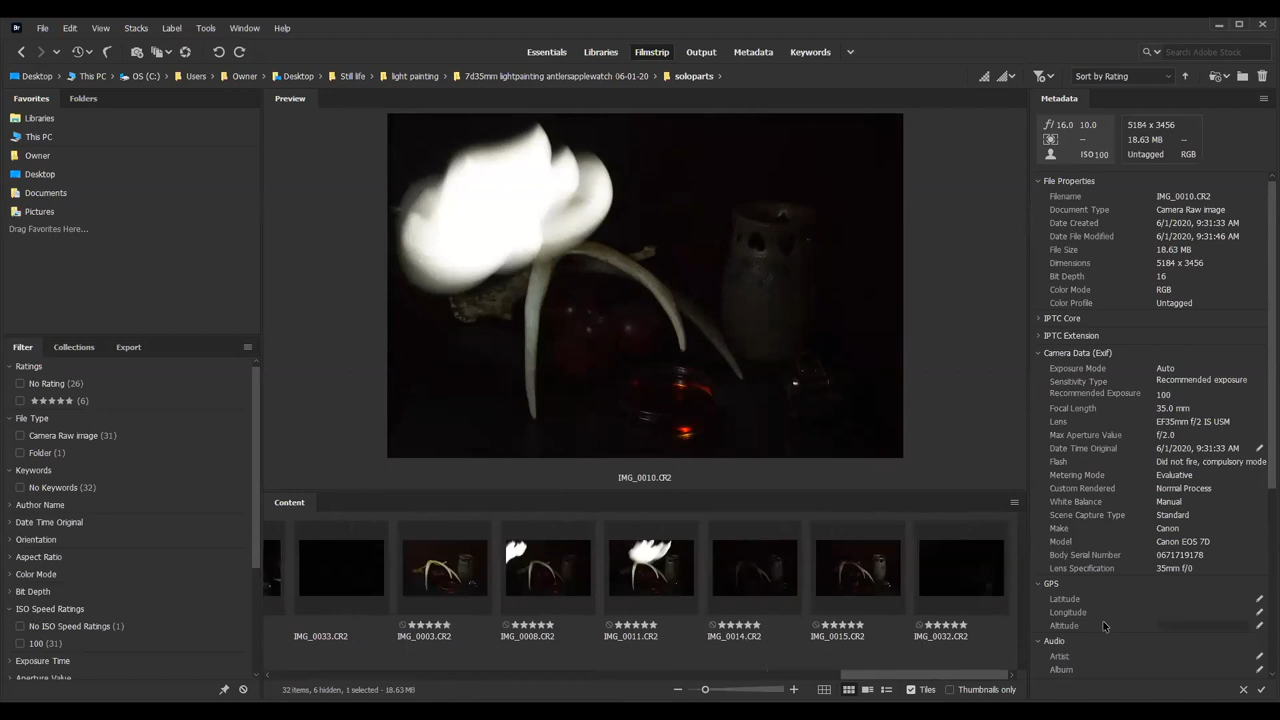 Br File Edit View Stacks Label Tools Window Help
Essentials Libraries Filmstrip Output Metadata Keywords Search Adobe Stock
Desktop > This PC > OS (C:) > Users > Owner > Desktop > Still life > light painting > 7d35mm lightpainting antlersapplewatch 06-01-20 > soloparts > Sort by Rating
Favorites Folders
Libraries
This PC
Owner
Desktop
Documents
Pictures
Drag Favorites Here...
Filter Collections Export
Ratings
No Rating (26)
★★★★★ (6)
File Type
Camera Raw image (31)
Folder (1)
Keywords
No Keywords (32)
Author Name
Date Time Original
Orientation
Aspect Ratio
Color Mode
Bit Depth
ISO Speed Ratings
No ISO Speed Ratings (1)
100 (31)
Exposure Time
Aperture Value
Preview
IMG_0010.CR2
Content
IMG_0033.CR2 IMG_0003.CR2 IMG_0008.CR2 IMG_0011.CR2 IMG_0014.CR2 IMG_0015.CR2 IMG_0032.CR2
32 items, 6 hidden, 1 selected - 18.63 MB Tiles Thumbnails only
Metadata
f/ 16.0 10.0 5184 x 3456
-- 18.63 MB --
ISO100 Untagged RGB
File Properties
Filename IMG_0010.CR2
Document Type Camera Raw image
Date Created 6/1/2020, 9:31:33 AM
Date File Modified 6/1/2020, 9:31:46 AM
File Size 18.63 MB
Dimensions 5184 x 3456
Bit Depth 16
Color Mode RGB
Color Profile Untagged
IPTC Core
IPTC Extension
Camera Data (Exif)
Exposure Mode Auto
Sensitivity Type Recommended exposure
Recommended Exposure 100
Focal Length 35.0 mm
Lens EF35mm f/2 IS USM
Max Aperture Value f/2.0
Date Time Original 6/1/2020, 9:31:33 AM
Flash Did not fire, compulsory mode
Metering Mode Evaluative
Custom Rendered Normal Process
White Balance Manual
Scene Capture Type Standard
Make Canon
Model Canon EOS 7D
Body Serial Number 0671719178
Lens Specification 35mm f/0
GPS
Latitude
Longitude
Altitude
Audio
Artist
Album